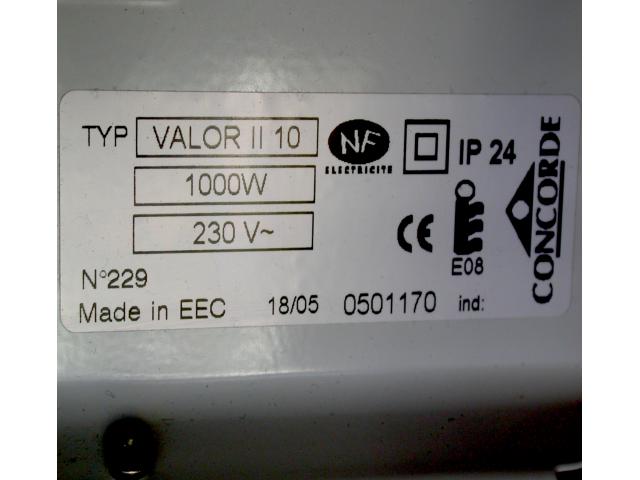 TYP VALOR II 10 NF IP 24
ELECTRICITE
1000W
230 V~ CE
E08
N°229
Made in EEC 18/05 0501170 ind:
CONCORDE